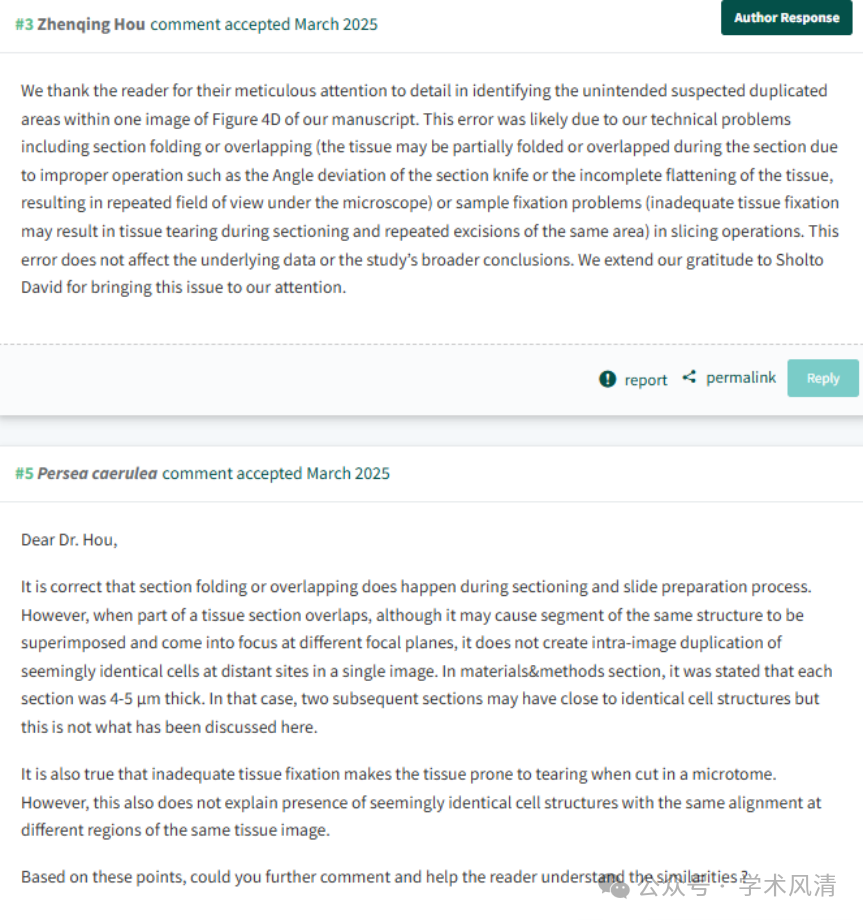 #3 Zhenqing Hou comment accepted March 2025
Author Response
We thank the reader for their meticulous attention to detail in identifying the unintended suspected duplicated
areas within one image of Figure 4D of our manuscript. This error was likely due to our technical problems
including section folding or overlapping (the tissue may be partially folded or overlapped during the section due
to improper operation such as the Angle deviation of the section knife or the incomplete flattening of the tissue,
resulting in repeated field of view under the microscope) or sample fixation problems (inadequate tissue fixation
may result in tissue tearing during sectioning and repeated excisions of the same area) in slicing operations. This
error does not affect the underlying data or the study's broader conclusions. We extend our gratitude to Sholto
David for bringing this issue to our attention.
report
permalink
Reply
#5 Persea caerulea comment accepted March 2025
Dear Dr. Hou,
It is correct that section folding or overlapping does happen during sectioning and slide preparation process.
However, when part of a tissue section overlaps, although it may cause segment of the same structure to be
superimposed and come into focus at different focal planes, it does not create intra-image duplication of
seemingly identical cells at distant sites in a single image. In materials&methods section, it was stated that each
section was 4-5 μm thick. In that case, two subsequent sections may have close to identical cell structures but
this is not what has been discussed here.
It is also true that inadequate tissue fixation makes the tissue prone to tearing when cut in a microtome.
However, this also does not explain presence of seemingly identical cell structures with the same alignment at
different regions of the same tissue image.
Based on these points, could you further comment and help the reader understand the similarities ?
公众号 · 学术风清